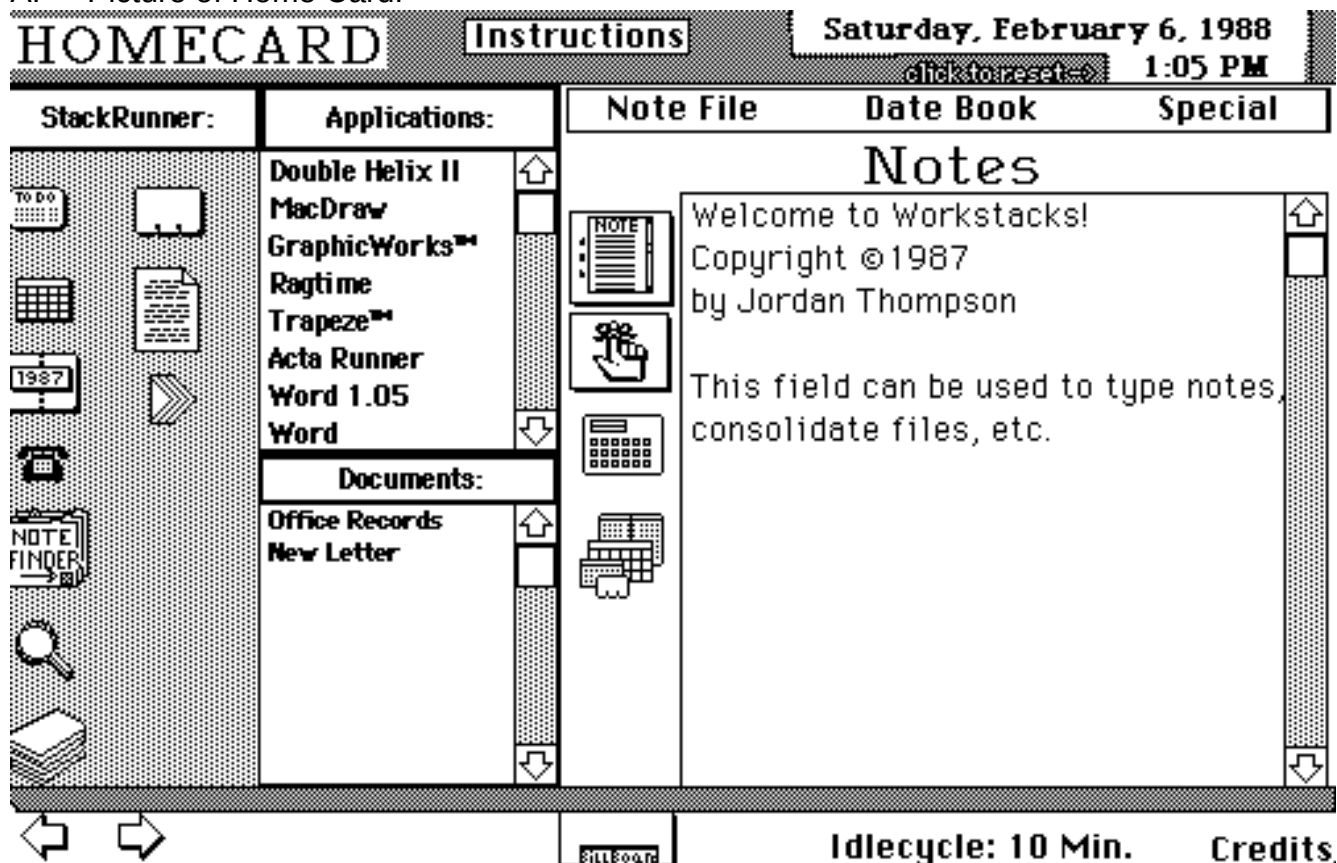 HOMECARD
Instructions
Saturday, February 6, 1988
click to reset->
1:05 PM
StackRunner:
Applications:
Note File
Date Book
Special
Double Helix II
MacDraw
GraphicWorks™
Ragtime
Trapeze™
Acta Runner
Word 1.05
Word
Documents:
Office Records
New Letter
TO DO
1987
NOTE
FINDER
NOTE
Notes
Welcome to Workstacks!
Copyright ©1987
by Jordan Thompson
This field can be used to type notes,
consolidate files, etc.
BillBoard
Idlecycle: 10 Min.
Credits